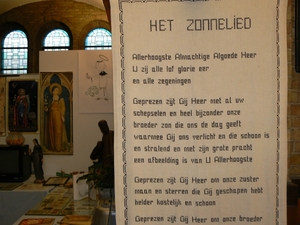 HET ZONNELIED
Allerhoogste Almachtige Algoede Heer
U zij alle lof glorie eer
en alle zegeningen
Geprezen zijt Gij Heer met al uw
schepselen en heel bijzonder onze
broeder zon die ons de dag geeft
waarmee Gij ons verlicht en die schoon is
en stralend en met zijn grote pracht
een afbeelding is van U Allerhoogste
Geprezen zijt Gij Heer om onze zuster
maan en sterren die Gij geschapen hebt
helder kostelijk en schoon
Geprezen zijt Gij Heer om onze broeder